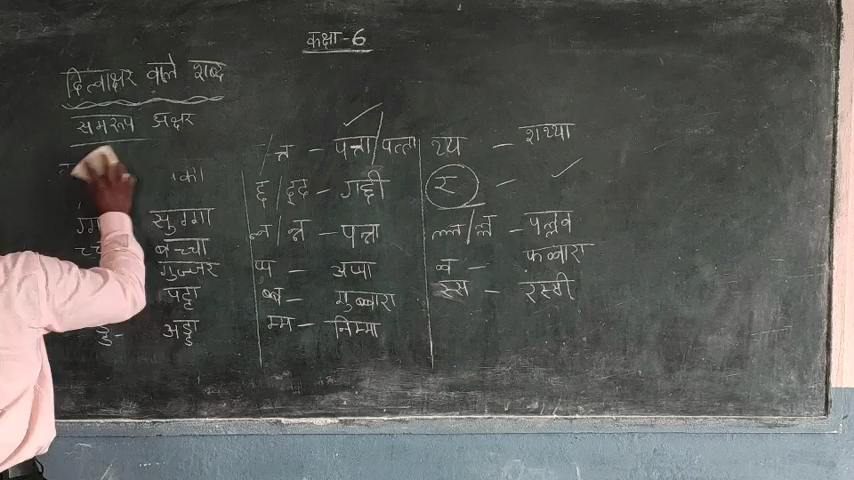 कक्षा-6
द्वित्वाक्षर वाले शब्द
समरूप अक्षर
सुग्गा
बच्चा
गुज्जर
पट्टा
ड्ड- अड्डा
त्त - पत्ता/पत्ता
द्द/द्द - गद्दी
न्न/न्न - पन्ना
प्प - अप्पा
ब्ब - गुब्बारा
म्म - निम्मा
य्य - शय्या
र -
ल्ल/ल्ल - पल्लव
व्व - फव्वारा
स्स - रस्सी